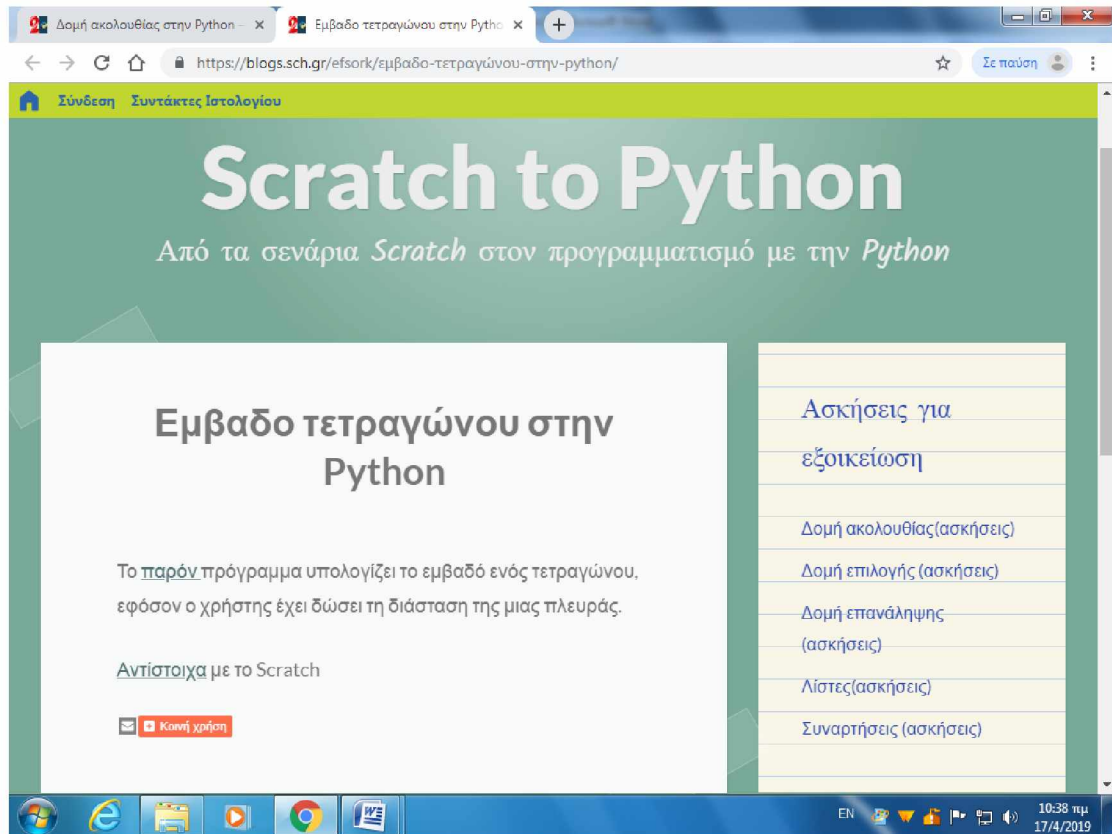 Δομή ακολουθίας στην Python –
Εμβαδο τετραγώνου στην Pytho
https://blogs.sch.gr/efsork/εμβαδο-τετραγώνου-στην-python/
Σε παύση
Σύνδεση Συντάκτες Ιστολογίου
Scratch to Python
Από τα σενάρια Scratch στον προγραμματισμό με την Python
Εμβαδο τετραγώνου στην
Python
Το παρόν πρόγραμμα υπολογίζει το εμβαδό ενός τετραγώνου,
εφόσον ο χρήστης έχει δώσει τη διάσταση της μιας πλευράς.
Αντίστοιχα με το Scratch
Κοινή χρήση
Ασκήσεις για
εξοικείωση
Δομή ακολουθίας(ασκήσεις)
Δομή επιλογής (ασκήσεις)
Δομή επανάληψης
(ασκήσεις)
Λίστες(ασκήσεις)
Συναρτήσεις (ασκήσεις)
EN
10:38 πμ
17/4/2019